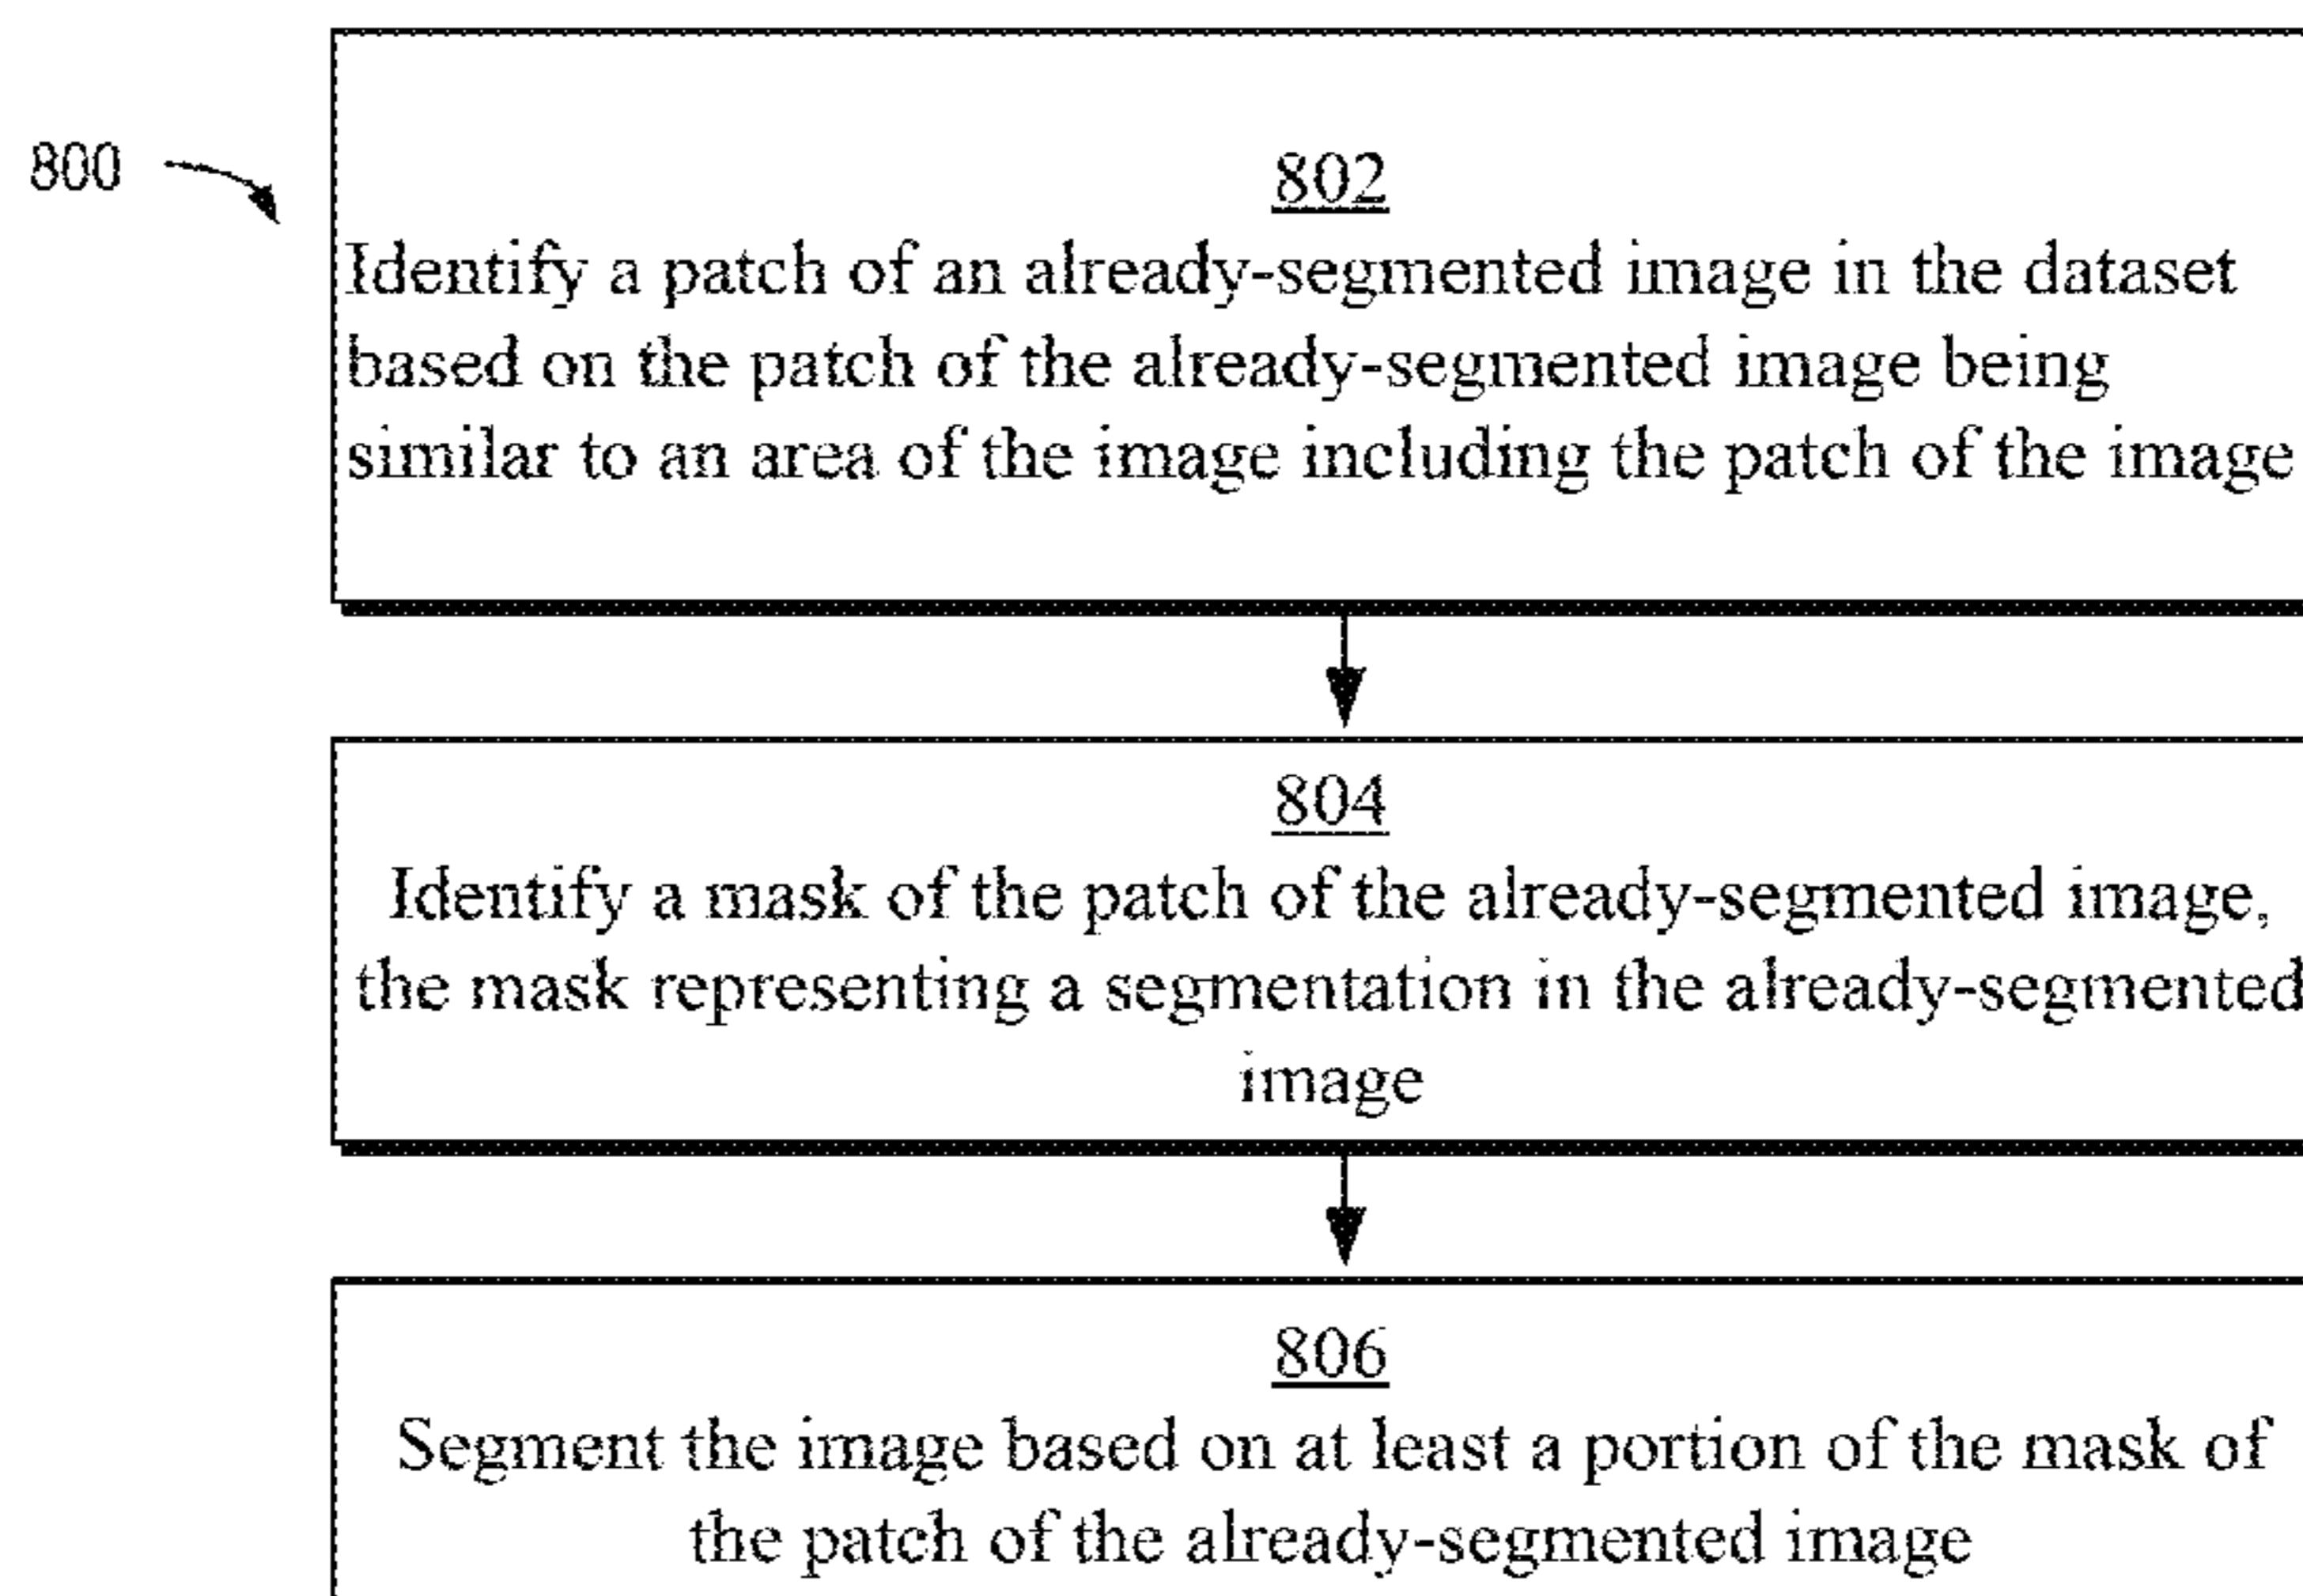 800
802
Identify a patch of an already-segmented image in the dataset
based on the patch of the already-segmented image being
similar to an area of the image including the patch of the image
804
Identify a mask of the patch of the already-segmented image,
the mask representing a segmentation in the already-segmented
image
806
Segment the image based on at least a portion of the mask of
the patch of the already-segmented image